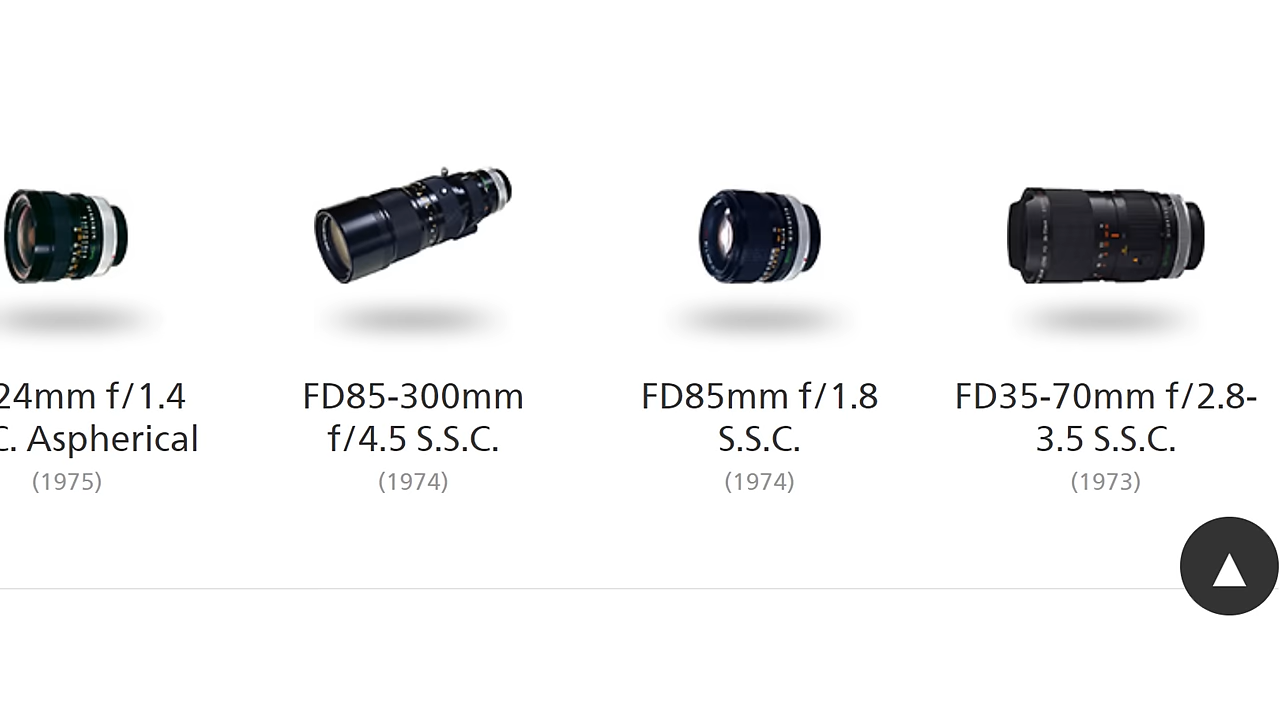 24mm f/1.4
C. Aspherical
(1975)
FD85-300mm
f/4.5 S.S.C.
(1974)
FD85mm f/1.8
S.S.C.
(1974)
FD35-70mm f/2.8-
3.5 S.S.C.
(1973)